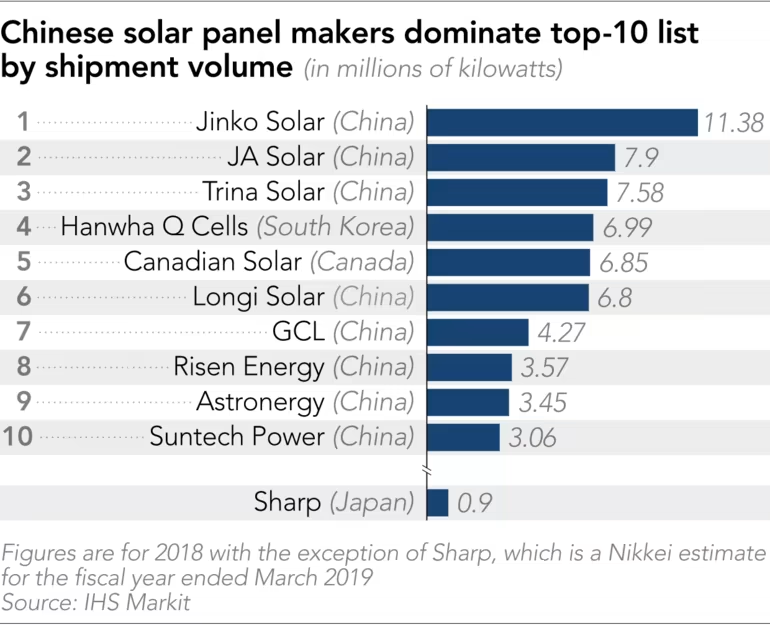 Chinese solar panel makers dominate top-10 list
by shipment volume (in millions of kilowatts)
1 Jinko Solar (China) 11.38
2 JA Solar (China) 7.9
3 Trina Solar (China) 7.58
4 Hanwha Q Cells (South Korea) 6.99
5 Canadian Solar (Canada) 6.85
6 Longi Solar (China) 6.8
7 GCL (China) 4.27
8 Risen Energy (China) 3.57
9 Astronergy (China) 3.45
10 Suntech Power (China) 3.06
Sharp (Japan) 0.9
Figures are for 2018 with the exception of Sharp, which is a Nikkei estimate
for the fiscal year ended March 2019
Source: IHS Markit